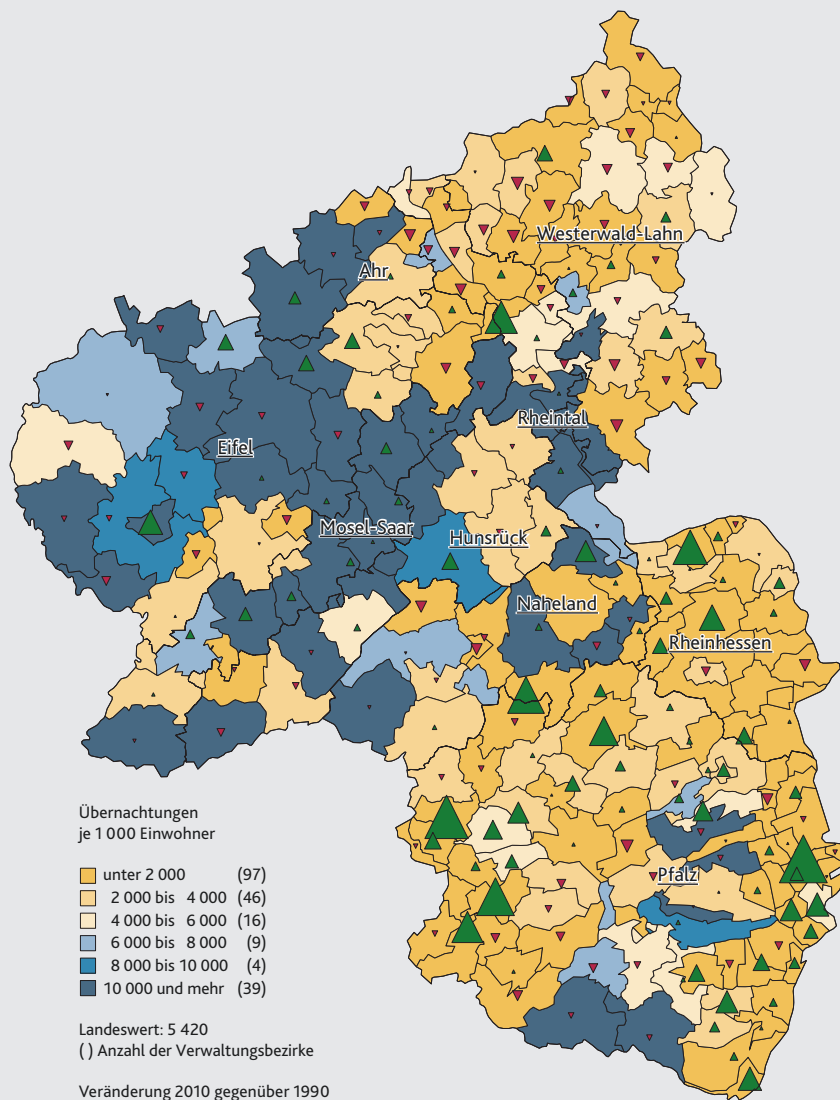 Westerwald-Lahn
Ahr
Rheintal
Eifel
Mosel-Saar
Hunsrück
Naheland
Rheinhessen
Pfalz
Übernachtungen
je 1 000 Einwohner
unter 2 000 (97)
2 000 bis 4 000 (46)
4 000 bis 6 000 (16)
6 000 bis 8 000 (9)
8 000 bis 10 000 (4)
10 000 und mehr (39)
Landeswert: 5 420
( ) Anzahl der Verwaltungsbezirke
Veränderung 2010 gegenüber 1990